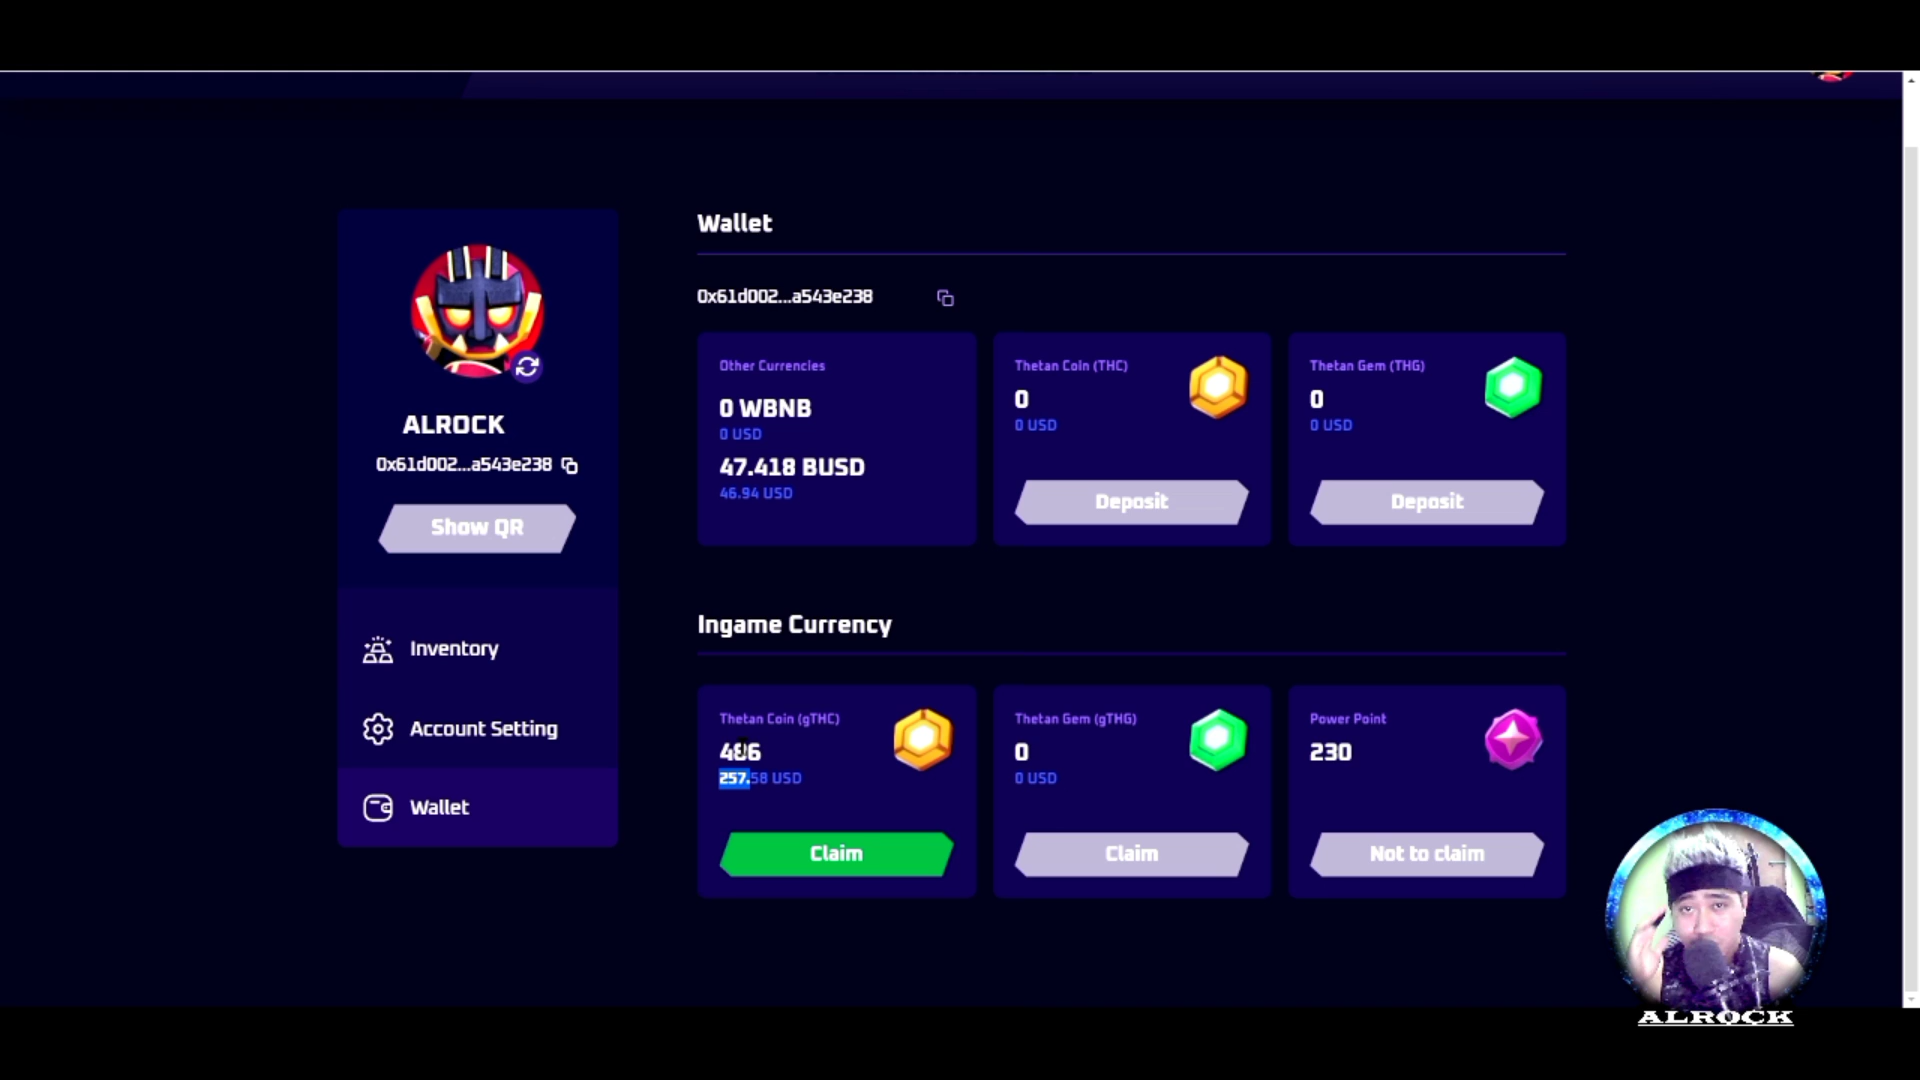 Wallet
0x61d002...a543e238
Other Currencies
0 WBNB
0 USD
47.418 BUSD
46.94 USD
Thetan Coin (THC)
0
0 USD
Deposit
Thetan Gem (THG)
0
0 USD
Deposit
ALROCK
0x61d002...a543e238
Show QR
Inventory
Account Setting
Wallet
Ingame Currency
Thetan Coin (gTHC)
486
257.58 USD
Claim
Thetan Gem (gTHG)
0
0 USD
Claim
Power Point
230
Not to claim
ALROCK